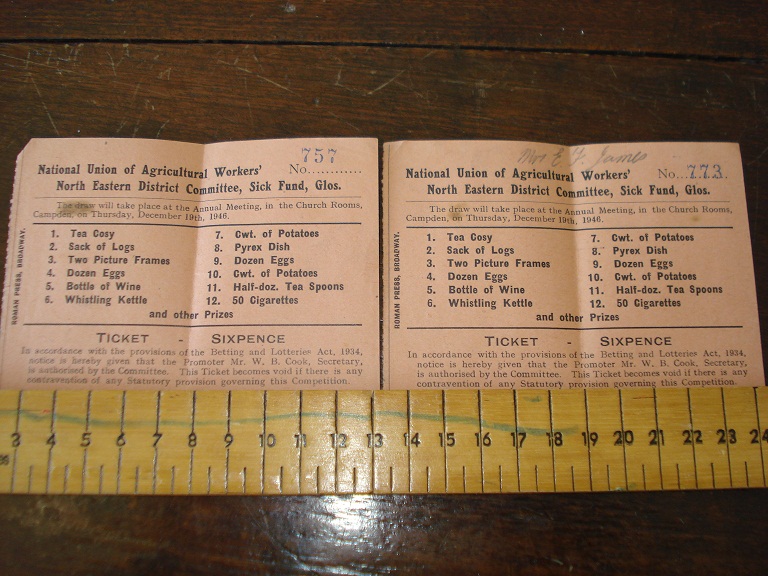 757
National Union of Agricultural Workers' No............
North Eastern District Committee, Sick Fund, Glos.
The draw will take place at the Annual Meeting, in the Church Rooms,
Campden, on Thursday, December 19th, 1946.
1. Tea Cosy 7. Cwt. of Potatoes
2. Sack of Logs 8. Pyrex Dish
3. Two Picture Frames 9. Dozen Eggs
4. Dozen Eggs 10. Cwt. of Potatoes
5. Bottle of Wine 11. Half-doz. Tea Spoons
6. Whistling Kettle 12. 50 Cigarettes
and other Prizes
TICKET - SIXPENCE
In accordance with the provisions of the Betting and Lotteries Act, 1934,
notice is hereby given that the Promoter Mr. W. B. Cook, Secretary,
is authorised by the Committee. This Ticket becomes void if there is any
contravention of any Statutory provision governing this Competition.
ROMAN PRESS, BROADWAY.
Mrs E F James
National Union of Agricultural Workers' No...773.
North Eastern District Committee, Sick Fund, Glos.
The draw will take place at the Annual Meeting, in the Church Rooms,
Campden, on Thursday, December 19th, 1946.
1. Tea Cosy 7. Cwt. of Potatoes
2. Sack of Logs 8. Pyrex Dish
3. Two Picture Frames 9. Dozen Eggs
4. Dozen Eggs 10. Cwt. of Potatoes
5. Bottle of Wine 11. Half-doz. Tea Spoons
6. Whistling Kettle 12. 50 Cigarettes
and other Prizes
TICKET - SIXPENCE
In accordance with the provisions of the Betting and Lotteries Act, 1934,
notice is hereby given that the Promoter Mr. W. B. Cook, Secretary,
is authorised by the Committee. This Ticket becomes void if there is any
contravention of any Statutory provision governing this Competition.
ROMAN PRESS, BROADWAY.
3 4 5 6 7 8 9 10 11 12 13 14 15 16 17 18 19 20 21 22 23 24